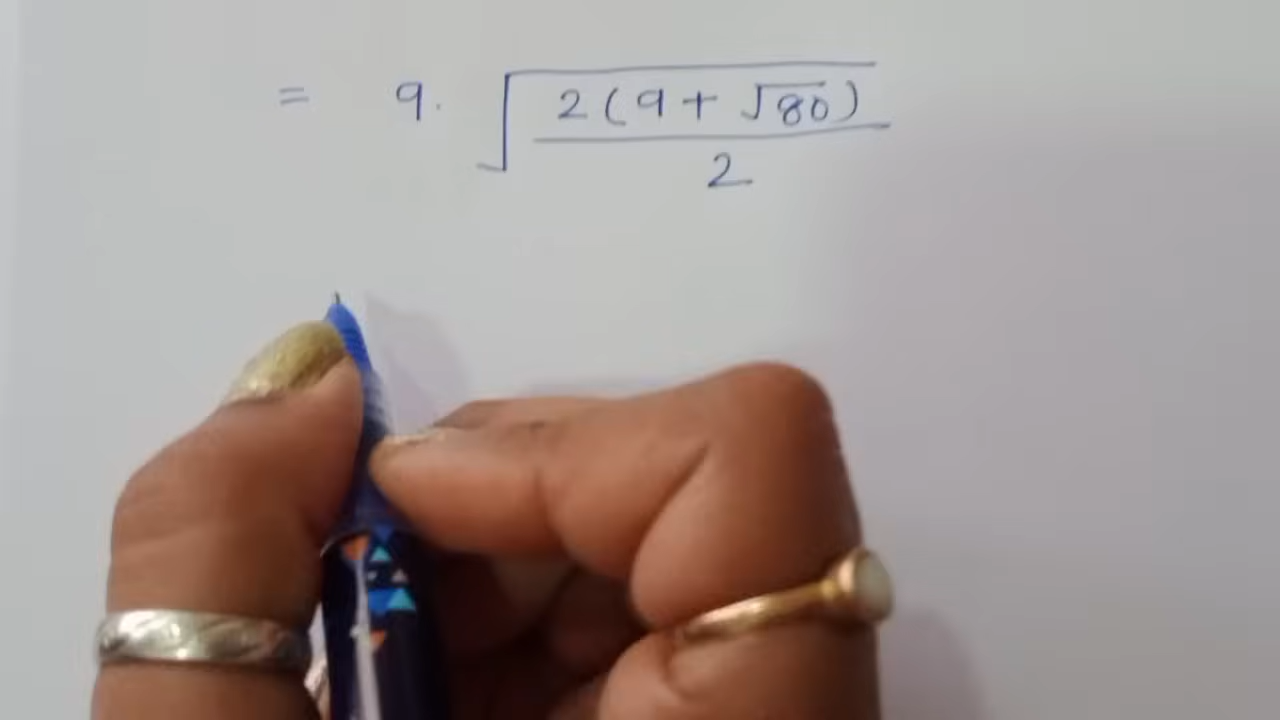 = 9. √(2(9+√80)/2)